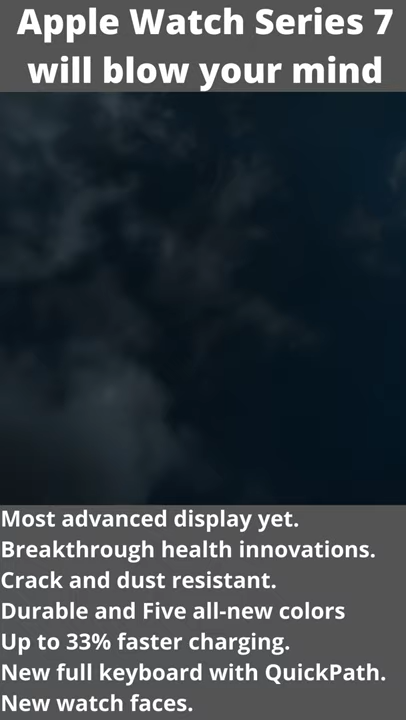 Apple Watch Series 7
will blow your mind
Most advanced display yet.
Breakthrough health innovations.
Crack and dust resistant.
Durable and Five all-new colors
Up to 33% faster charging.
New full keyboard with QuickPath.
New watch faces.